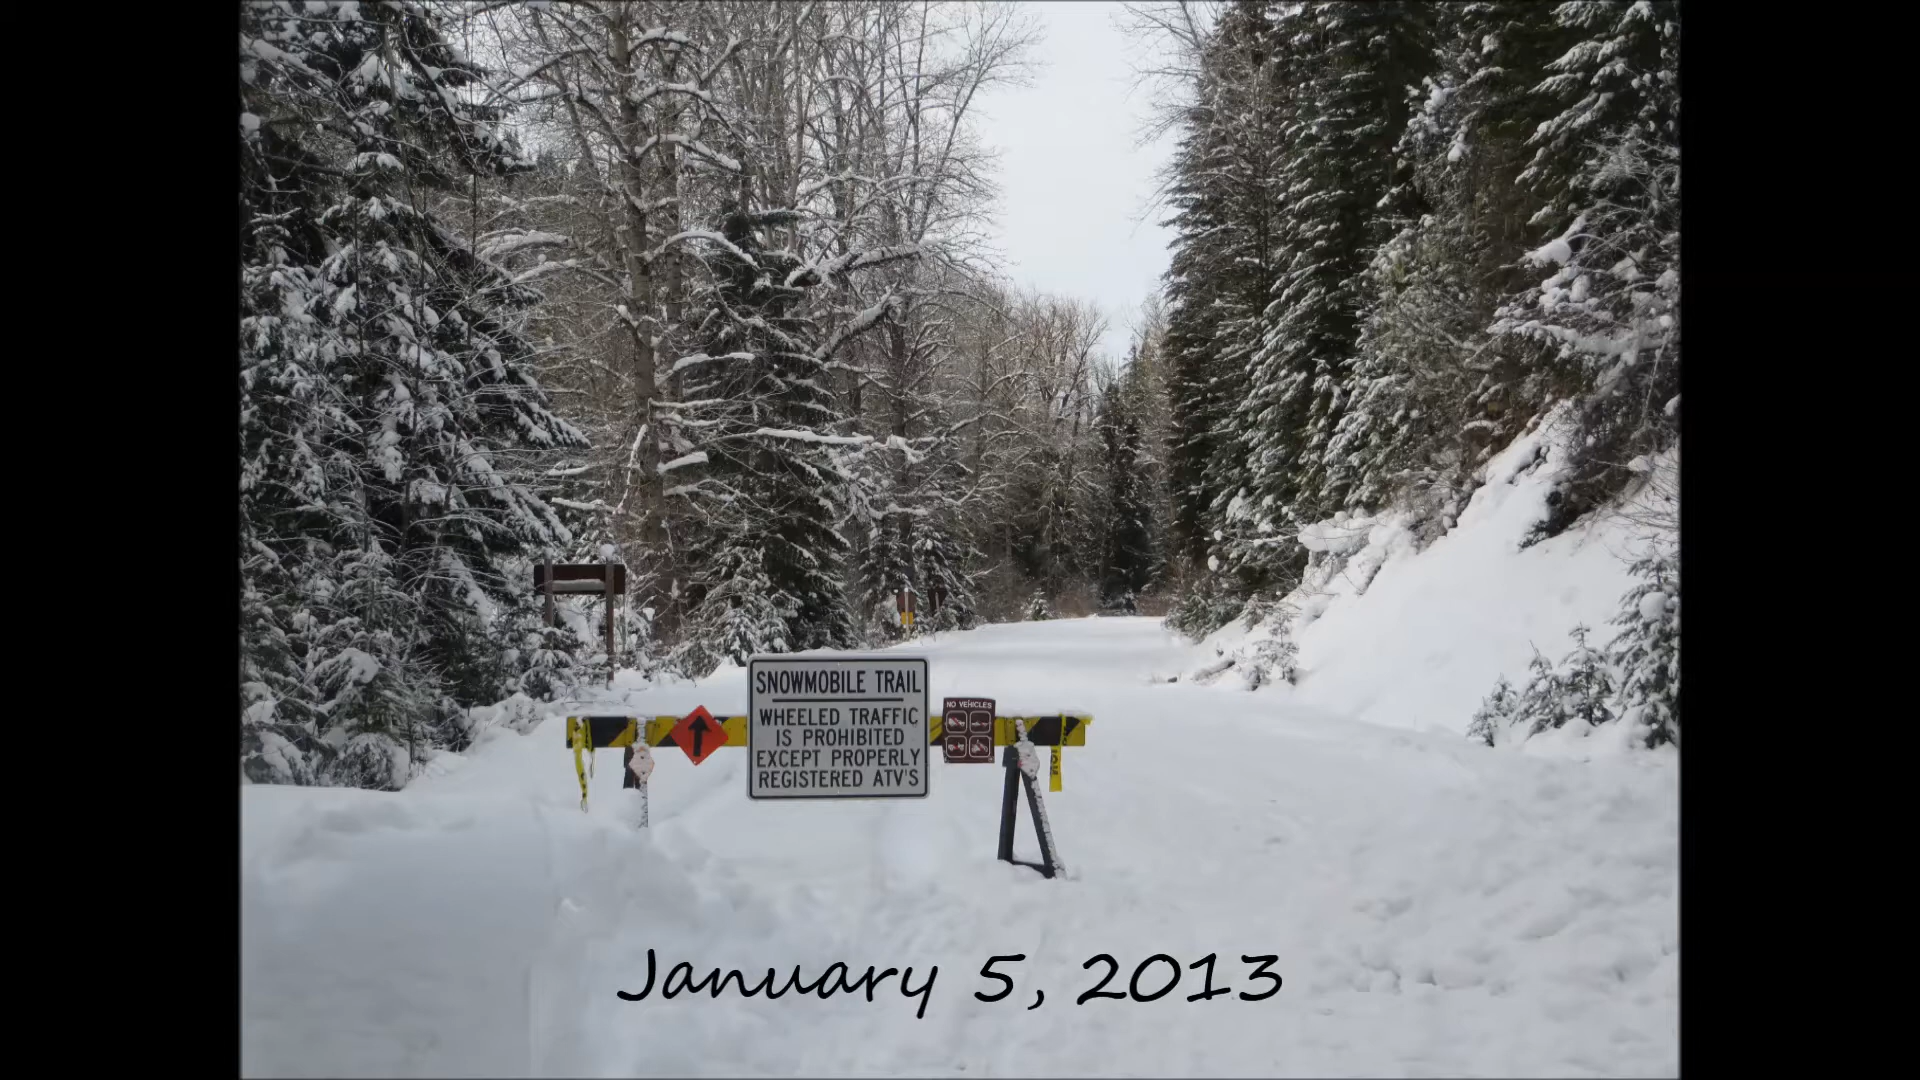 SNOWMOBILE TRAIL
WHEELED TRAFFIC
IS PROHIBITED
EXCEPT PROPERLY
REGISTERED ATV'S
NO VEHICLES
January 5, 2013